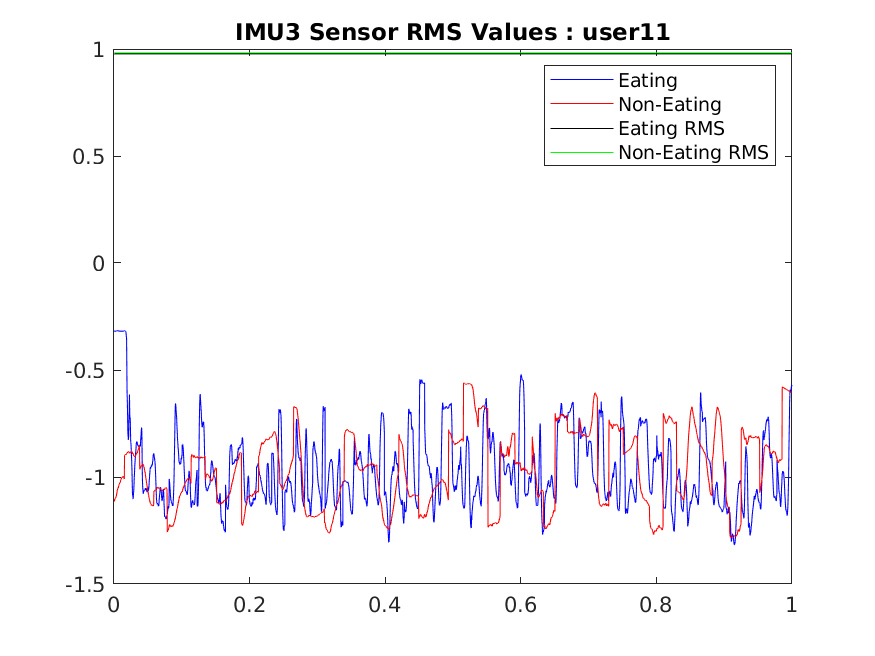 IMU3 Sensor RMS Values : user11
1
0.5
0
-0.5
-1
-1.5
Eating
Non-Eating
Eating RMS
Non-Eating RMS
0 0.2 0.4 0.6 0.8 1